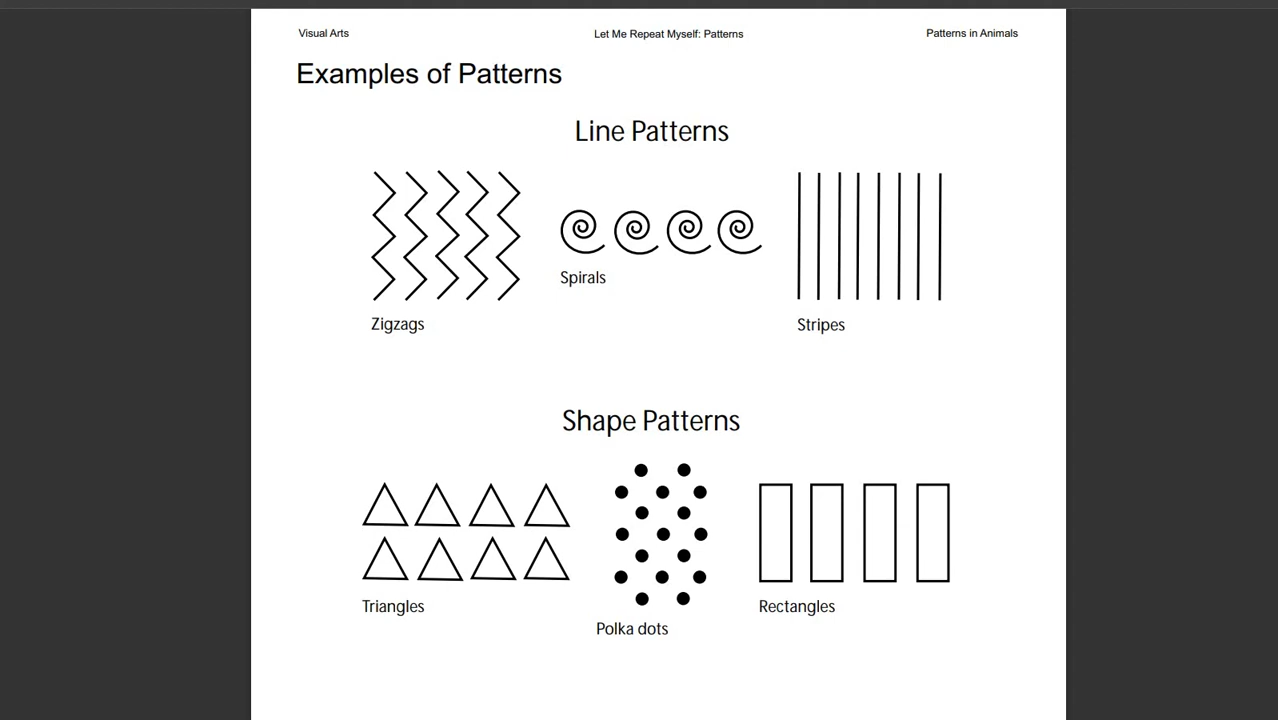 Visual Arts
Let Me Repeat Myself: Patterns
Patterns in Animals
Examples of Patterns
Line Patterns
Zigzags
Spirals
Stripes
Shape Patterns
Triangles
Polka dots
Rectangles